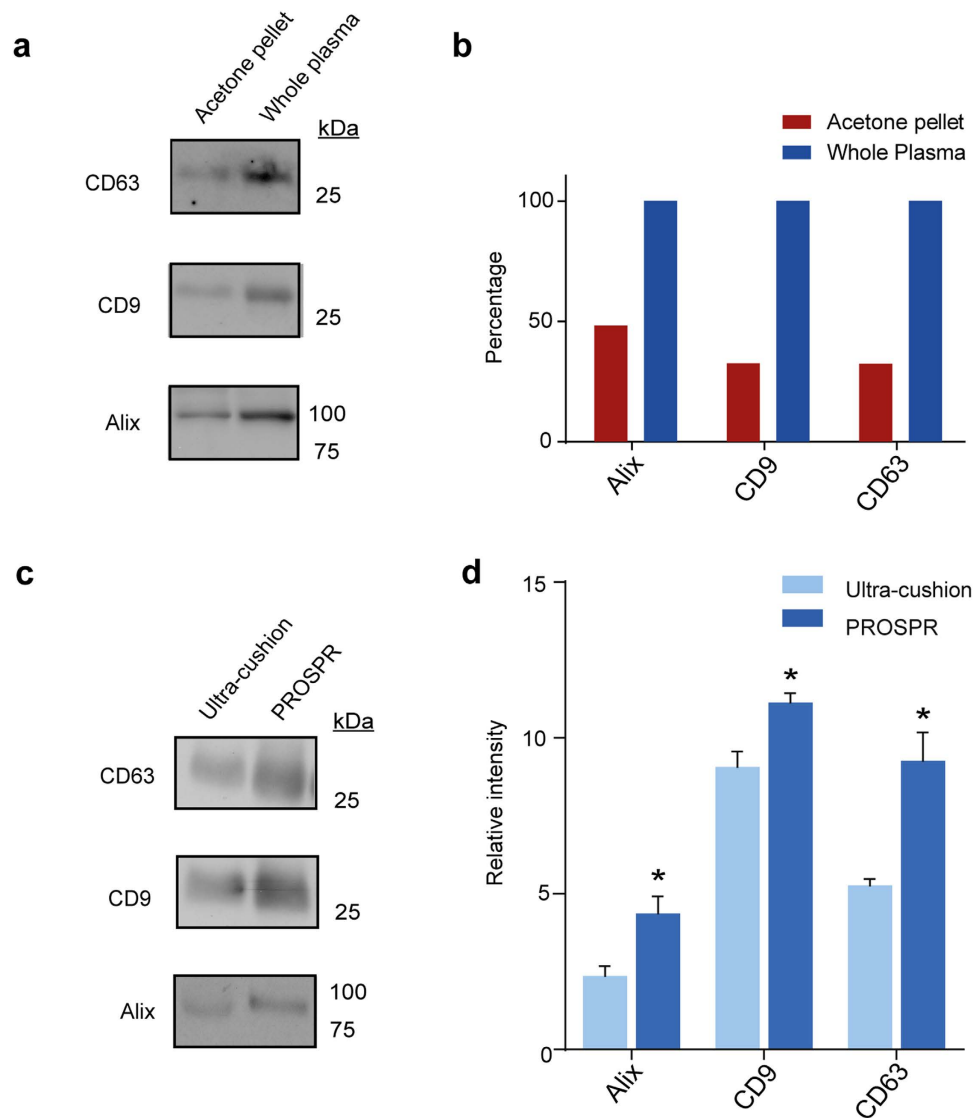 a
Acetone pellet
Whole plasma
kDa
CD63
25
CD9
25
Alix
100
75
b
Acetone pellet
Whole Plasma
Percentage
100
50
0
Alix
CD9
CD63
c
Ultra-cushion
PROSPR
kDa
CD63
25
CD9
25
Alix
100
75
d
Ultra-cushion
PROSPR
Relative intensity
15
10
5
0
*
*
*
Alix
CD9
CD63